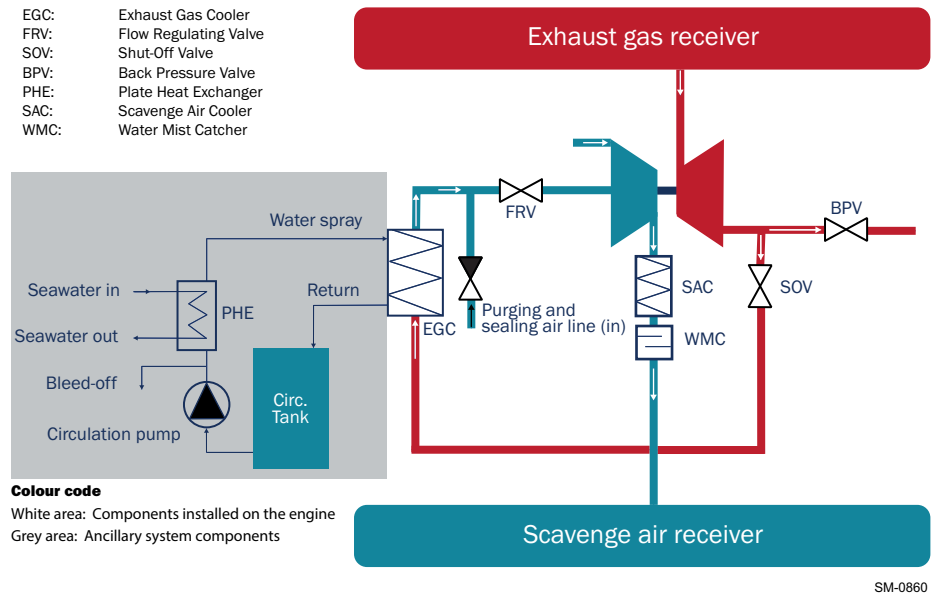 EGC: Exhaust Gas Cooler
FRV: Flow Regulating Valve
SOV: Shut-Off Valve
BPV: Back Pressure Valve
PHE: Plate Heat Exchanger
SAC: Scavenge Air Cooler
WMC: Water Mist Catcher
Exhaust gas receiver
FRV
BPV
Water spray
Seawater in
Return
PHE
Seawater out
EGC
Purging and
sealing air line (in)
SAC
SOV
WMC
Bleed-off
Circ.
Tank
Circulation pump
Colour code
White area: Components installed on the engine
Grey area: Ancillary system components
Scavenge air receiver
SM-0860